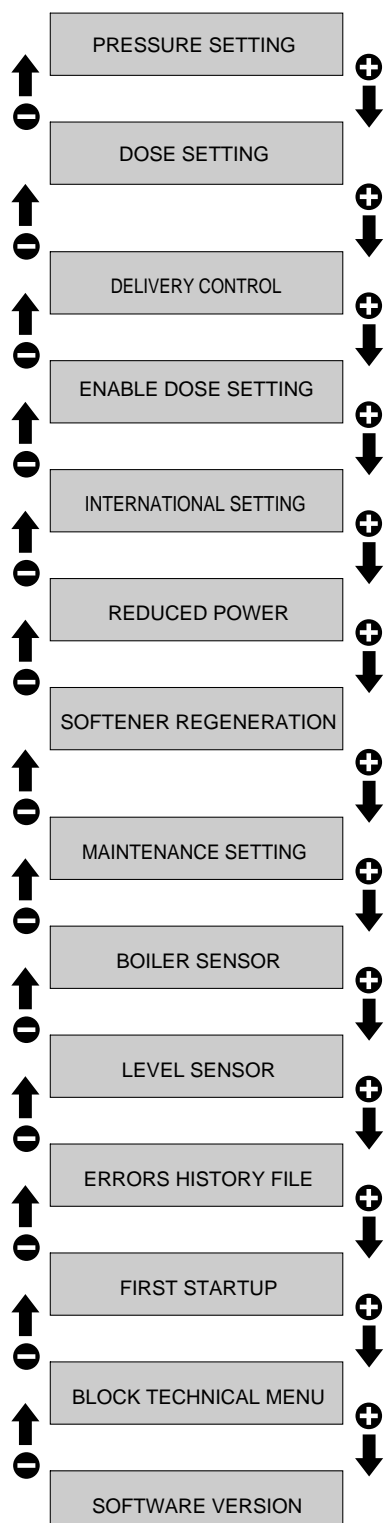 PRESSURE SETTING
DOSE SETTING
DELIVERY CONTROL
ENABLE DOSE SETTING
INTERNATIONAL SETTING
REDUCED POWER
SOFTENER REGENERATION
MAINTENANCE SETTING
BOILER SENSOR
LEVEL SENSOR
ERRORS HISTORY FILE
FIRST STARTUP
BLOCK TECHNICAL MENU
SOFTWARE VERSION